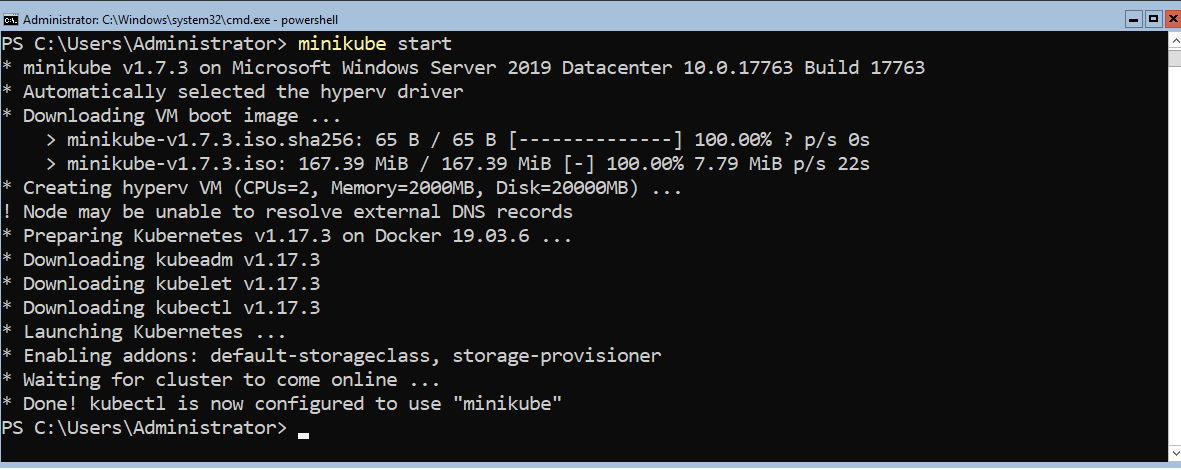 Administrator: C:\Windows\system32\cmd.exe - powershell
PS C:\Users\Administrator> minikube start
* minikube v1.7.3 on Microsoft Windows Server 2019 Datacenter 10.0.17763 Build 17763
* Automatically selected the hyperv driver
* Downloading VM boot image ...
    > minikube-v1.7.3.iso.sha256: 65 B / 65 B [--------------] 100.00% ? p/s 0s
    > minikube-v1.7.3.iso: 167.39 MiB / 167.39 MiB [-] 100.00% 7.79 MiB p/s 22s
* Creating hyperv VM (CPUs=2, Memory=2000MB, Disk=20000MB) ...
! Node may be unable to resolve external DNS records
* Preparing Kubernetes v1.17.3 on Docker 19.03.6 ...
* Downloading kubeadm v1.17.3
* Downloading kubelet v1.17.3
* Downloading kubectl v1.17.3
* Launching Kubernetes ...
* Enabling addons: default-storageclass, storage-provisioner
* Waiting for cluster to come online ...
* Done! kubectl is now configured to use "minikube"
PS C:\Users\Administrator>